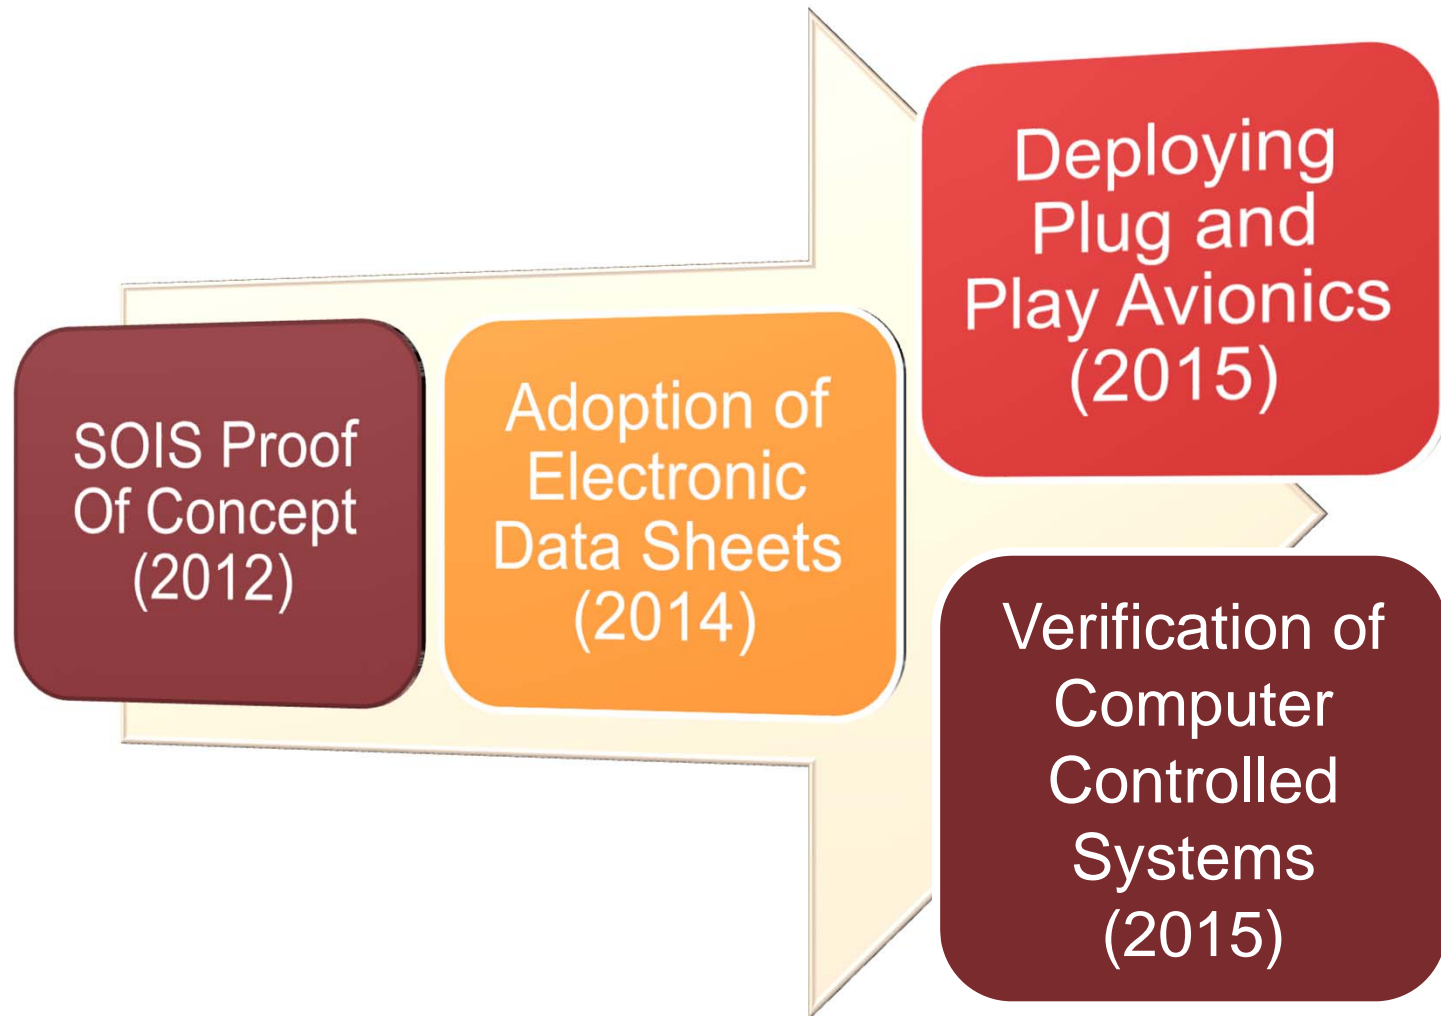 SOIS Proof
Of Concept
(2012)
Adoption of
Electronic
Data Sheets
(2014)
Deploying
Plug and
Play Avionics
(2015)
Verification of
Computer
Controlled
Systems
(2015)